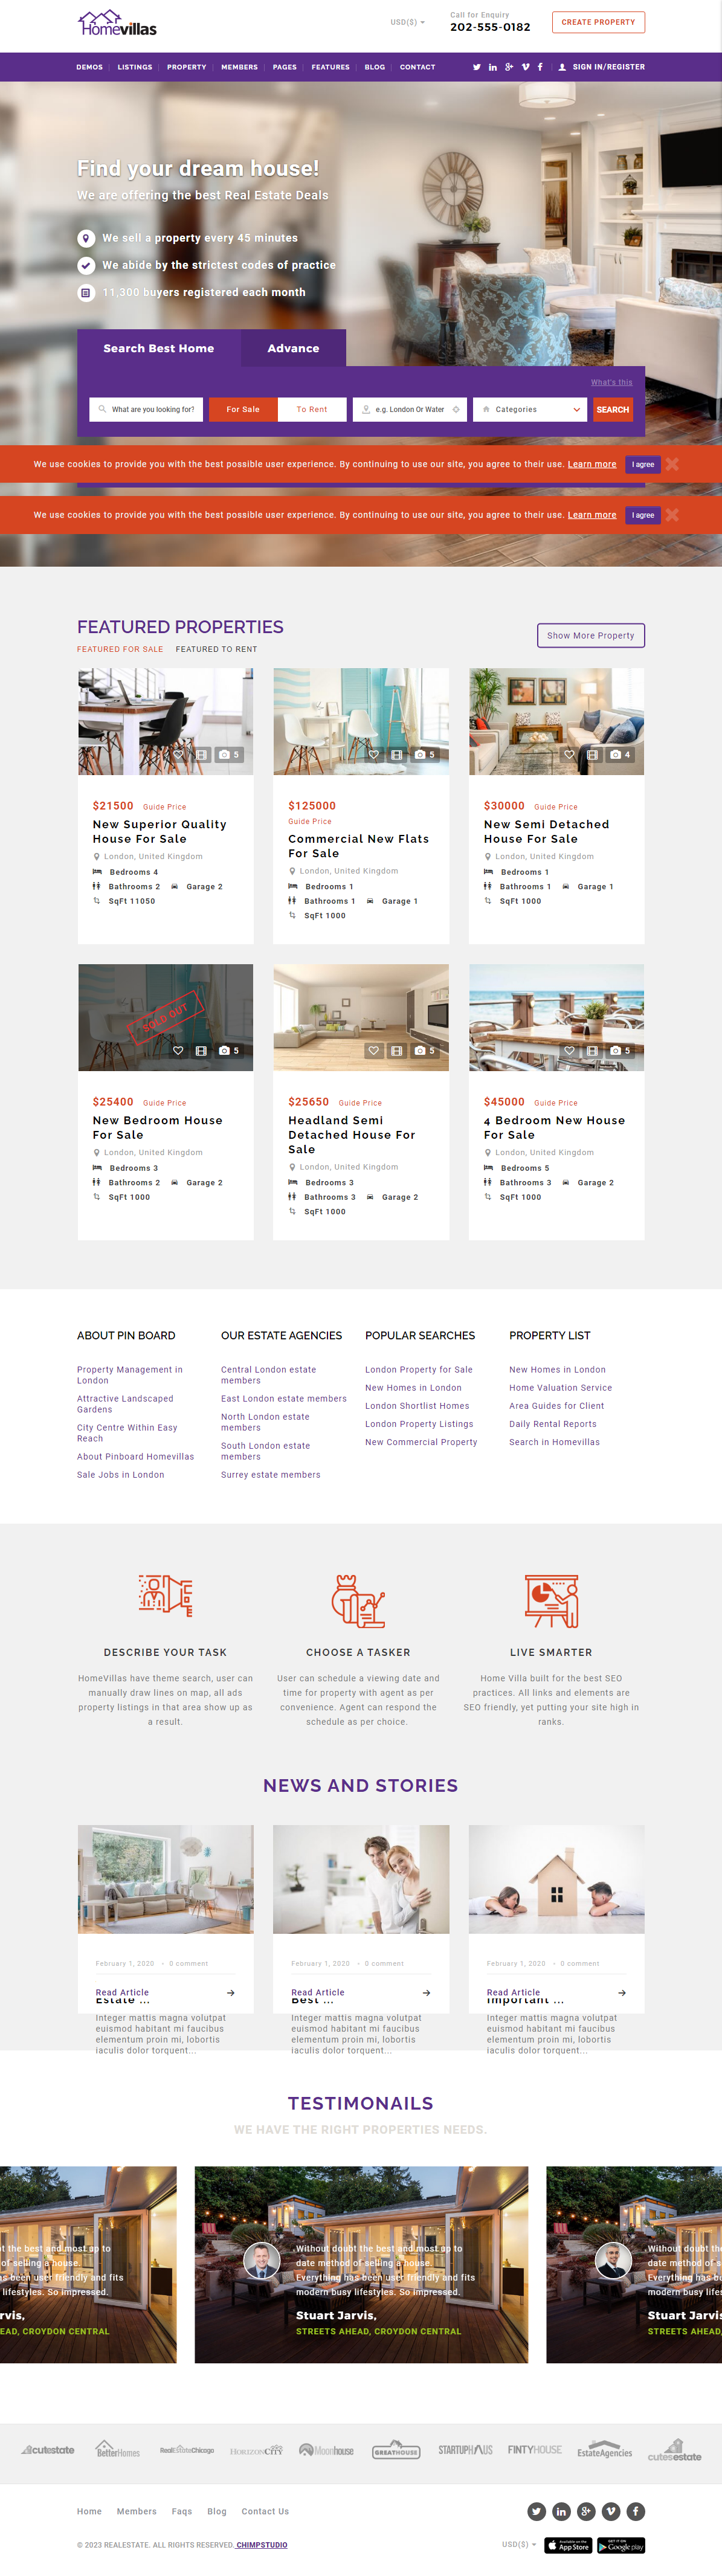 Homevillas
USD($)
Call for Enquiry
202-555-0182
CREATE PROPERTY
DEMOS LISTINGS PROPERTY MEMBERS PAGES FEATURES BLOG CONTACT
SIGN IN/REGISTER
Find your dream house!
We are offering the best Real Estate Deals
We sell a property every 45 minutes
We abide by the strictest codes of practice
11,300 buyers registered each month
Search Best Home Advance
What's this
What are you looking for? For Sale To Rent e.g. London Or Water Categories SEARCH
We use cookies to provide you with the best possible user experience. By continuing to use our site, you agree to their use. Learn more I agree
We use cookies to provide you with the best possible user experience. By continuing to use our site, you agree to their use. Learn more I agree
FEATURED PROPERTIES
Show More Property
FEATURED FOR SALE FEATURED TO RENT
5
$21500 Guide Price
New Superior Quality
House For Sale
London, United Kingdom
Bedrooms 4
Bathrooms 2 Garage 2
SqFt 11050
5
$125000
Guide Price
Commercial New Flats
For Sale
London, United Kingdom
Bedrooms 1
Bathrooms 1 Garage 1
SqFt 1000
4
$30000 Guide Price
New Semi Detached
House For Sale
London, United Kingdom
Bedrooms 1
Bathrooms 1 Garage 1
SqFt 1000
SOLD OUT
5
$25400 Guide Price
New Bedroom House
For Sale
London, United Kingdom
Bedrooms 3
Bathrooms 2 Garage 2
SqFt 1000
5
$25650 Guide Price
Headland Semi
Detached House For
Sale
London, United Kingdom
Bedrooms 3
Bathrooms 3 Garage 2
SqFt 1000
5
$45000 Guide Price
4 Bedroom New House
For Sale
London, United Kingdom
Bedrooms 5
Bathrooms 3 Garage 2
SqFt 1000
ABOUT PIN BOARD
Property Management in
London
Attractive Landscaped
Gardens
City Centre Within Easy
Reach
About Pinboard Homevillas
Sale Jobs in London
OUR ESTATE AGENCIES
Central London estate
members
East London estate members
North London estate
members
South London estate
members
Surrey estate members
POPULAR SEARCHES
London Property for Sale
New Homes in London
London Shortlist Homes
London Property Listings
New Commercial Property
PROPERTY LIST
New Homes in London
Home Valuation Service
Area Guides for Client
Daily Rental Reports
Search in Homevillas
DESCRIBE YOUR TASK
HomeVillas have theme search, user can
manually draw lines on map, all ads
property listings in that area show up as
a result.
CHOOSE A TASKER
User can schedule a viewing date and
time for property with agent as per
convenience. Agent can respond the
schedule as per choice.
LIVE SMARTER
Home Villa built for the best SEO
practices. All links and elements are
SEO friendly, yet putting your site high in
ranks.
NEWS AND STORIES
February 1, 2020 0 comment
Read Article
Estate ...
Integer mattis magna volutpat
euismod habitant mi faucibus
elementum proin mi, lobortis
iaculis dolor torquent...
February 1, 2020 0 comment
Read Article
Best ...
Integer mattis magna volutpat
euismod habitant mi faucibus
elementum proin mi, lobortis
iaculis dolor torquent...
February 1, 2020 0 comment
Read Article
Important ...
Integer mattis magna volutpat
euismod habitant mi faucibus
elementum proin mi, lobortis
iaculis dolor torquent...
TESTIMONAILS
WE HAVE THE RIGHT PROPERTIES NEEDS.
t the best and most up to
of selling a house.
as been user friendly and fits
lifestyles. So impressed.
rvis,
EAD, CROYDON CENTRAL
Without doubt the best and most up to
date method of selling a house.
Everything has been user friendly and fits
modern busy lifestyles. So impressed.
Stuart Jarvis,
STREETS AHEAD, CROYDON CENTRAL
Without doubt th
date method of s
Everything has bu
modern busy lifes
Stuart Jarvis
STREETS AHEAD,
acutestate BetterHomes RealEstateChicago HORIZONCITY Moonhouse GREATHOUSE STARTUPHAUS FINTYHOUSE EstateAgencies cutesestate
Home Members Faqs Blog Contact Us
© 2023 REALESTATE. ALL RIGHTS RESERVED. CHIMPSTUDIO
USD($)
Available on the App Store
GET IT ON Google play